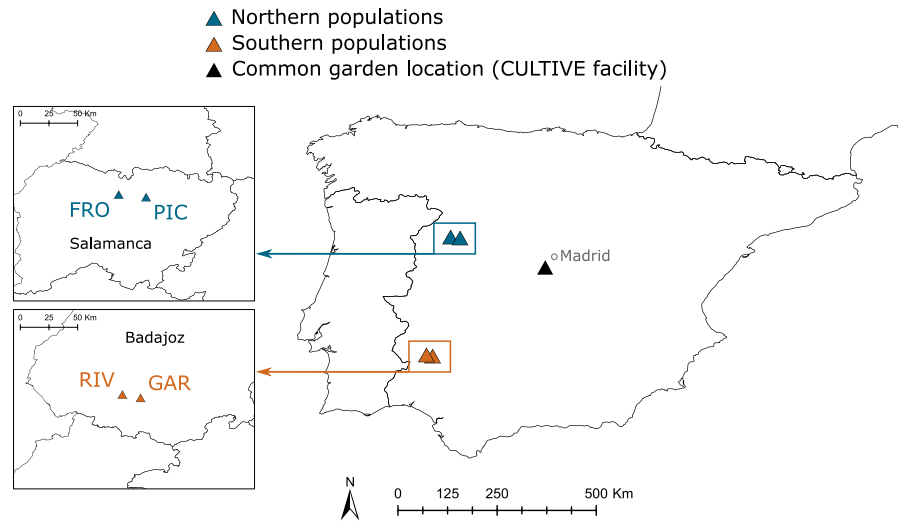 Northern populations
Southern populations
Common garden location (CULTIVE facility)
0 25 50 Km
FRO
PIC
Salamanca
Madrid
0 25 50 Km
Badajoz
RIV GAR
N
0 125 250 500 Km